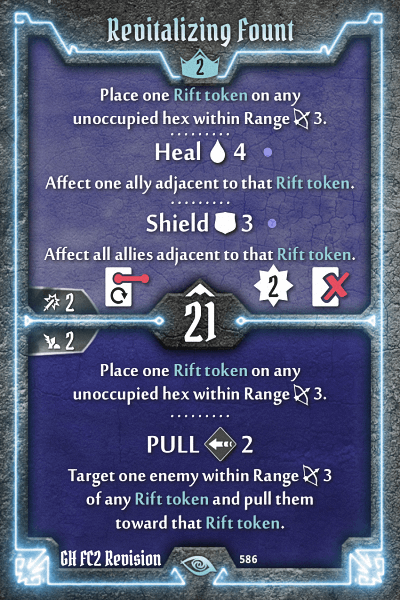 Revitalizing Fount
2
Place one Rift token on any
unoccupied hex within Range 3.
Heal 4
Affect one ally adjacent to that Rift token.
Shield 3
Affect all allies adjacent to that Rift token.
2
2
21
2
Place one Rift token on any
unoccupied hex within Range 3.
PULL 2
Target one enemy within Range 3
of any Rift token and pull them
toward that Rift token.
GH FC2 Revision
586